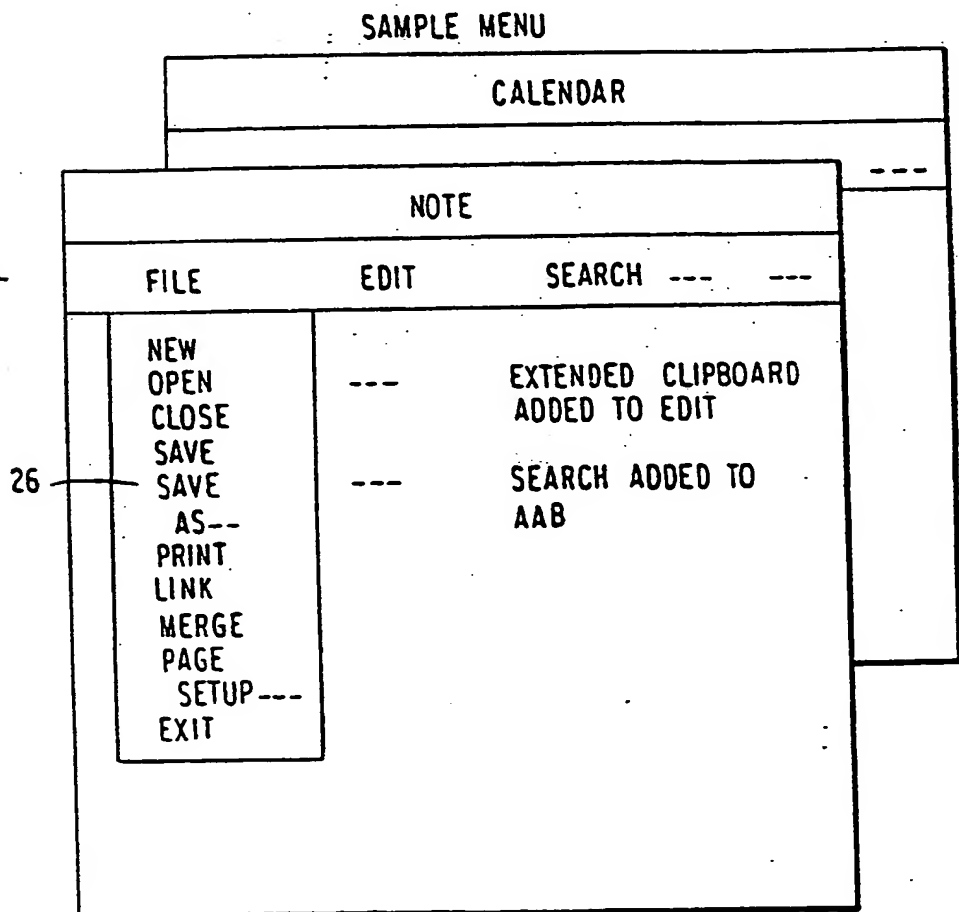 SAMPLE MENU
CALENDAR
---
NOTE
FILE EDIT SEARCH --- ---
NEW
OPEN --- EXTENDED CLIPBOARD
CLOSE ADDED TO EDIT
SAVE
26 SAVE --- SEARCH ADDED TO
AS-- AAB
PRINT
LINK
MERGE
PAGE
SETUP---
EXIT